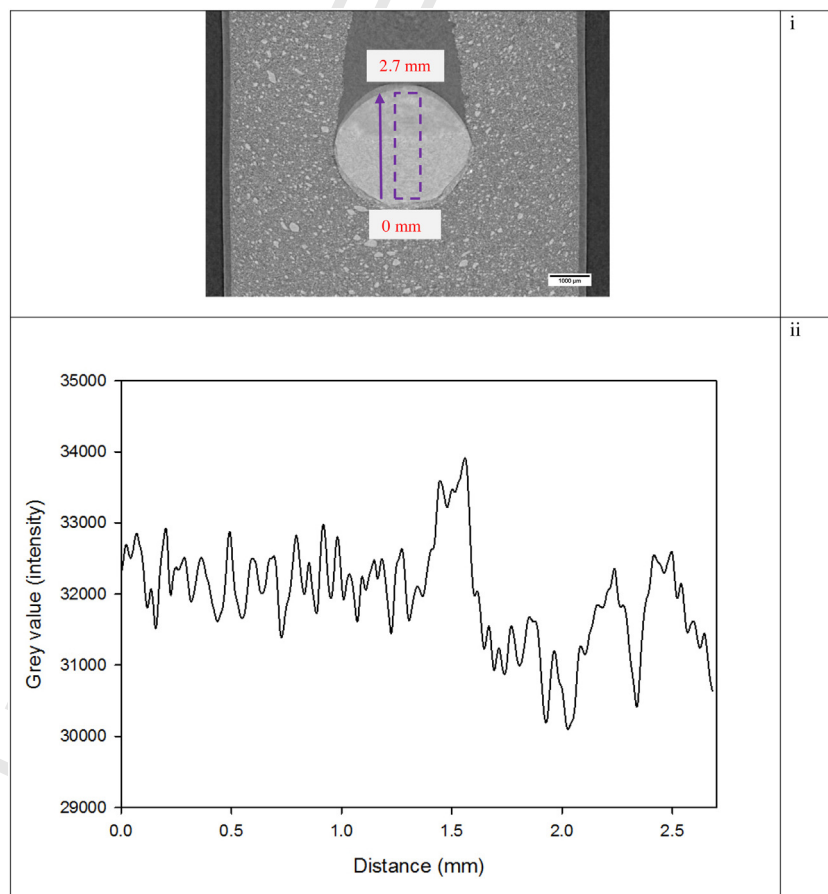 i
2.7 mm
0 mm
1000 µm
ii
35000
34000
33000
32000
31000
30000
29000
Grey value (intensity)
0.0 0.5 1.0 1.5 2.0 2.5
Distance (mm)